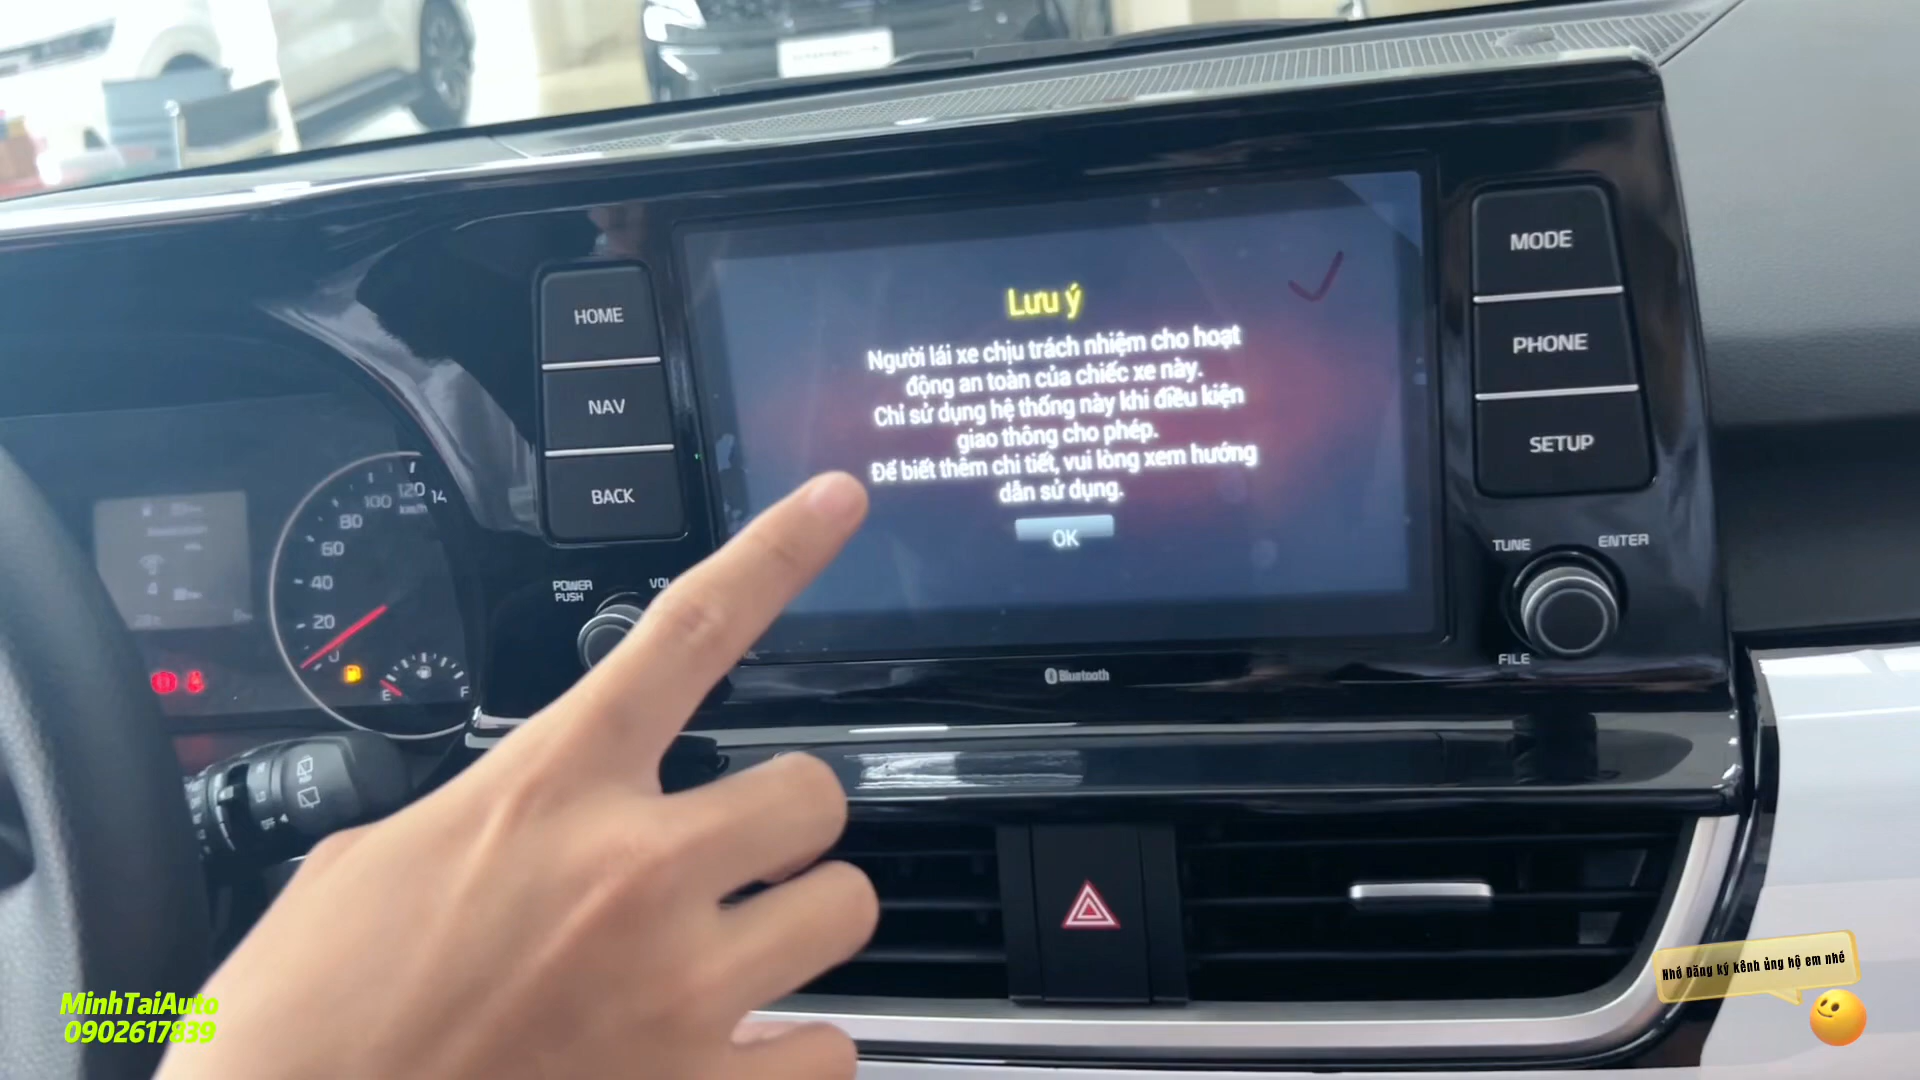 MODE
HOME
Lưu ý
Người lái xe chịu trách nhiệm cho hoạt
động an toàn của chiếc xe này.
Chỉ sử dụng hệ thống này khi điều kiện
giao thông cho phép.
Để biết thêm chi tiết, vui lòng xem hướng
dẫn sử dụng.
OK
PHONE
NAV
SETUP
BACK
TUNE
ENTER
FILE
POWER
PUSH
VOL
Bluetooth
14
120
100
km/h
80
60
40
20
E
F
OFF
MinhTaiAuto
0902617839
Nhớ Đăng ký kênh ủng hộ em nhé